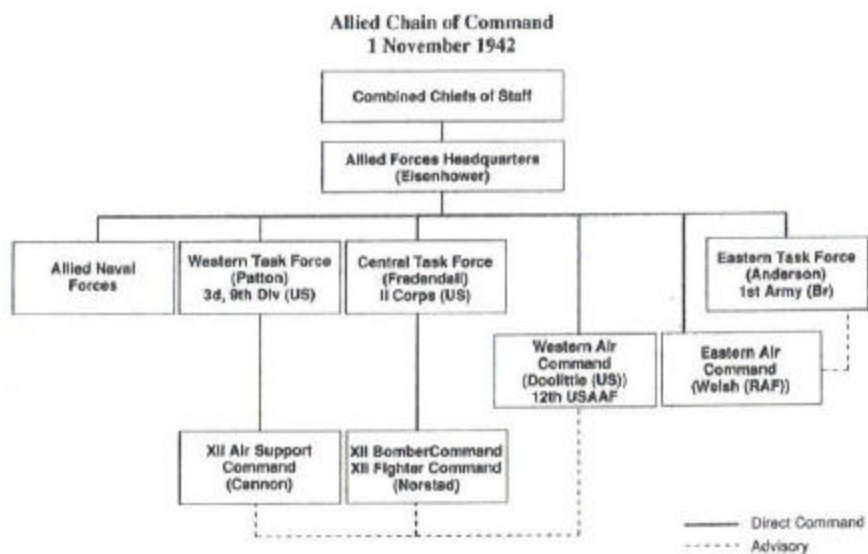 Allied Chain of Command
1 November 1942
Combined Chiefs of Staff
Allied Forces Headquarters
(Eisenhower)
Allied Naval
Forces
Western Task Force
(Patton)
3d, 9th Div (US)
Central Task Force
(Fredendall)
II Corps (US)
Eastern Task Force
(Anderson)
1st Army (Br)
Western Air
Command
(Doolittle (US))
12th USAAF
Eastern Air
Command
(Welsh (RAF))
XII Air Support
Command
(Cannon)
XII BomberCommand
XII Fighter Command
(Norstad)
Direct Command
Advisory